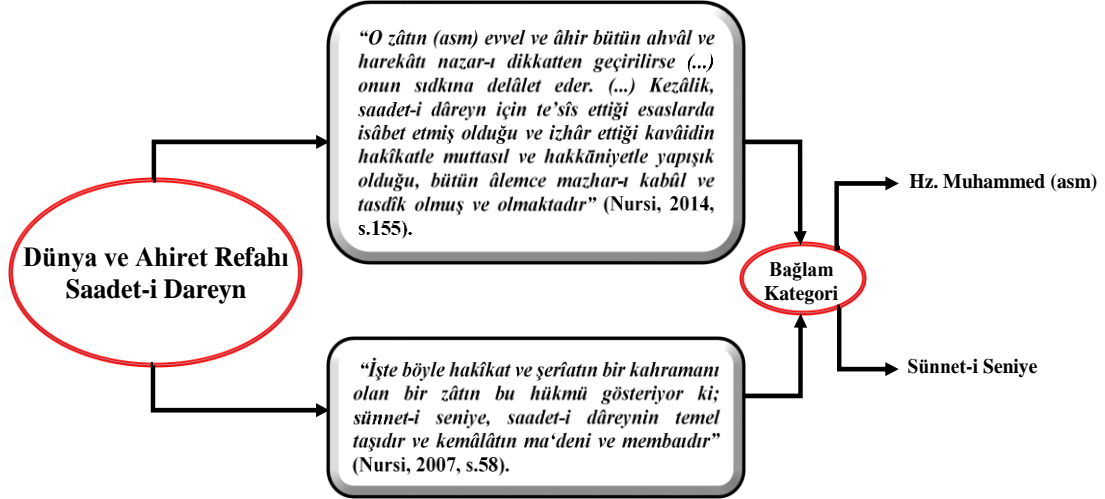 Dünya ve Ahiret Refahı
Saadet-i Dareyn
“O zâtın (asm) evvel ve âhir bütün ahvâl ve
harekâtı nazar-ı dikkatten geçirilirse (...)
onun sıdkına delâlet eder. (...) Kezâlik,
saadet-i dâreyn için te’sîs ettiği esaslarda
isâbet etmiş olduğu ve izhâr ettiği kavâidin
hakîkatle muttasıl ve hakkāniyetle yapışık
olduğu, bütün âlemce mazhar-ı kabûl ve
tasdîk olmuş ve olmaktadır” (Nursi, 2014,
s.155).
“İşte böyle hakîkat ve şerîatın bir kahramanı
olan bir zâtın bu hükmü gösteriyor ki;
sünnet-i seniye, saadet-i dâreynin temel
taşıdır ve kemâlâtın ma‘deni ve membaıdır”
(Nursi, 2007, s.58).
Bağlam
Kategori
Hz. Muhammed (asm)
Sünnet-i Seniye